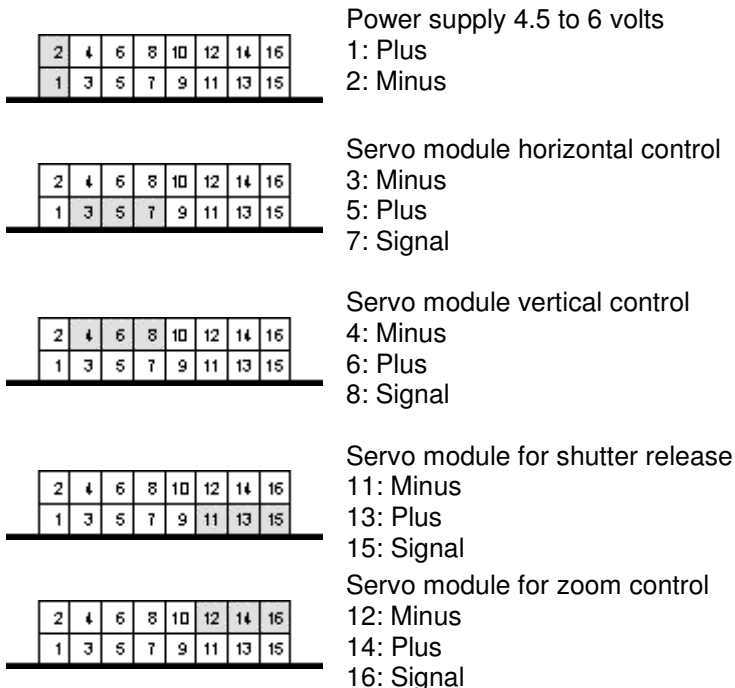 Power supply 4.5 to 6 volts
1: Plus
2: Minus
2 4 6 8 10 12 14 16
1 3 5 7 9 11 13 15
Servo module horizontal control
3: Minus
5: Plus
7: Signal
2 4 6 8 10 12 14 16
1 3 5 7 9 11 13 15
Servo module vertical control
4: Minus
6: Plus
8: Signal
2 4 6 8 10 12 14 16
1 3 5 7 9 11 13 15
Servo module for shutter release
11: Minus
13: Plus
15: Signal
2 4 6 8 10 12 14 16
1 3 5 7 9 11 13 15
Servo module for zoom control
12: Minus
14: Plus
16: Signal
2 4 6 8 10 12 14 16
1 3 5 7 9 11 13 15